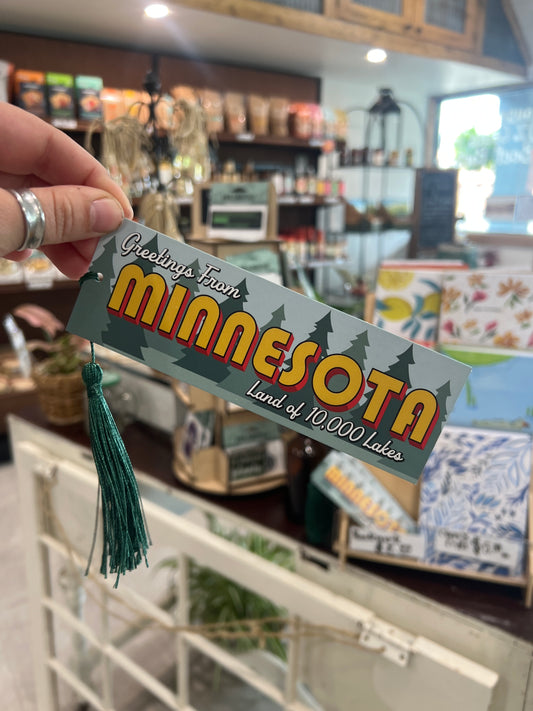 Greetings From
MINNESOTA
Land of 10,000 Lakes